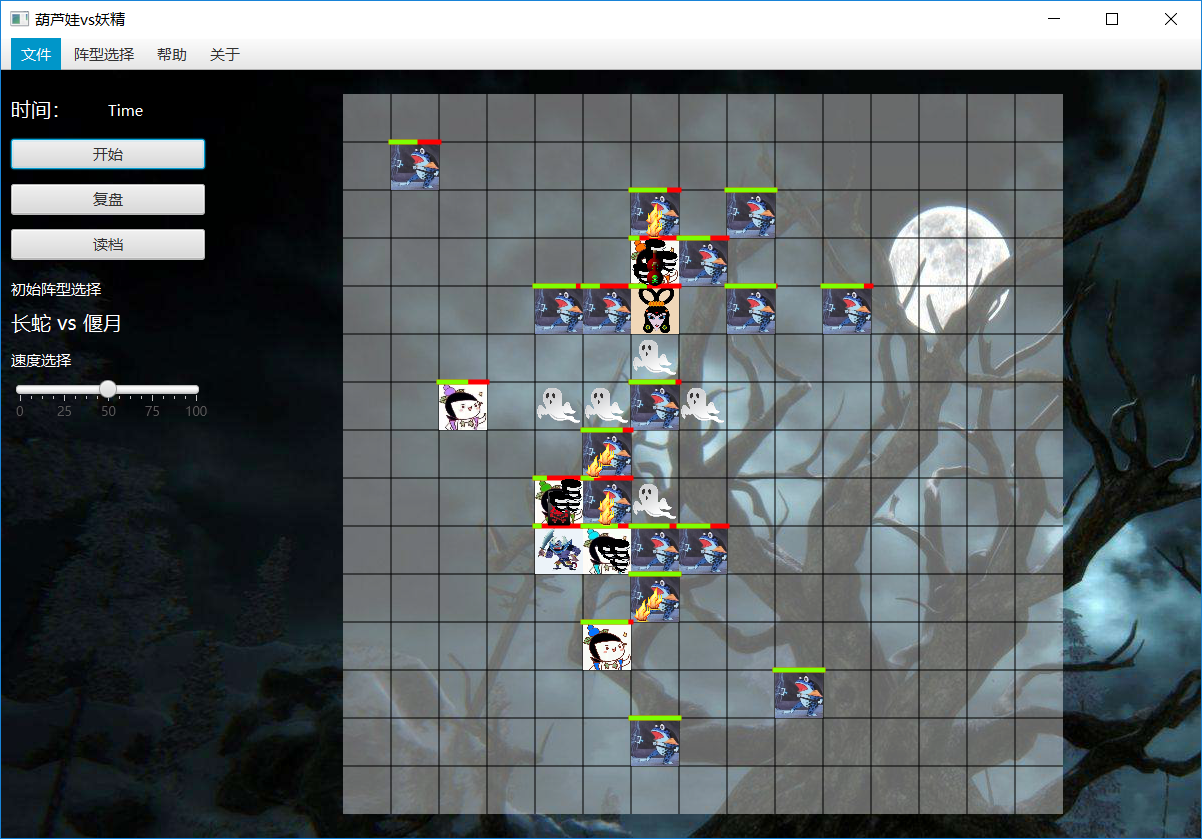 葫芦娃vs妖精
文件 阵型选择 帮助 关于
时间： Time
开始
复盘
读档
初始阵型选择
长蛇 vs 偃月
速度选择
0 25 50 75 100